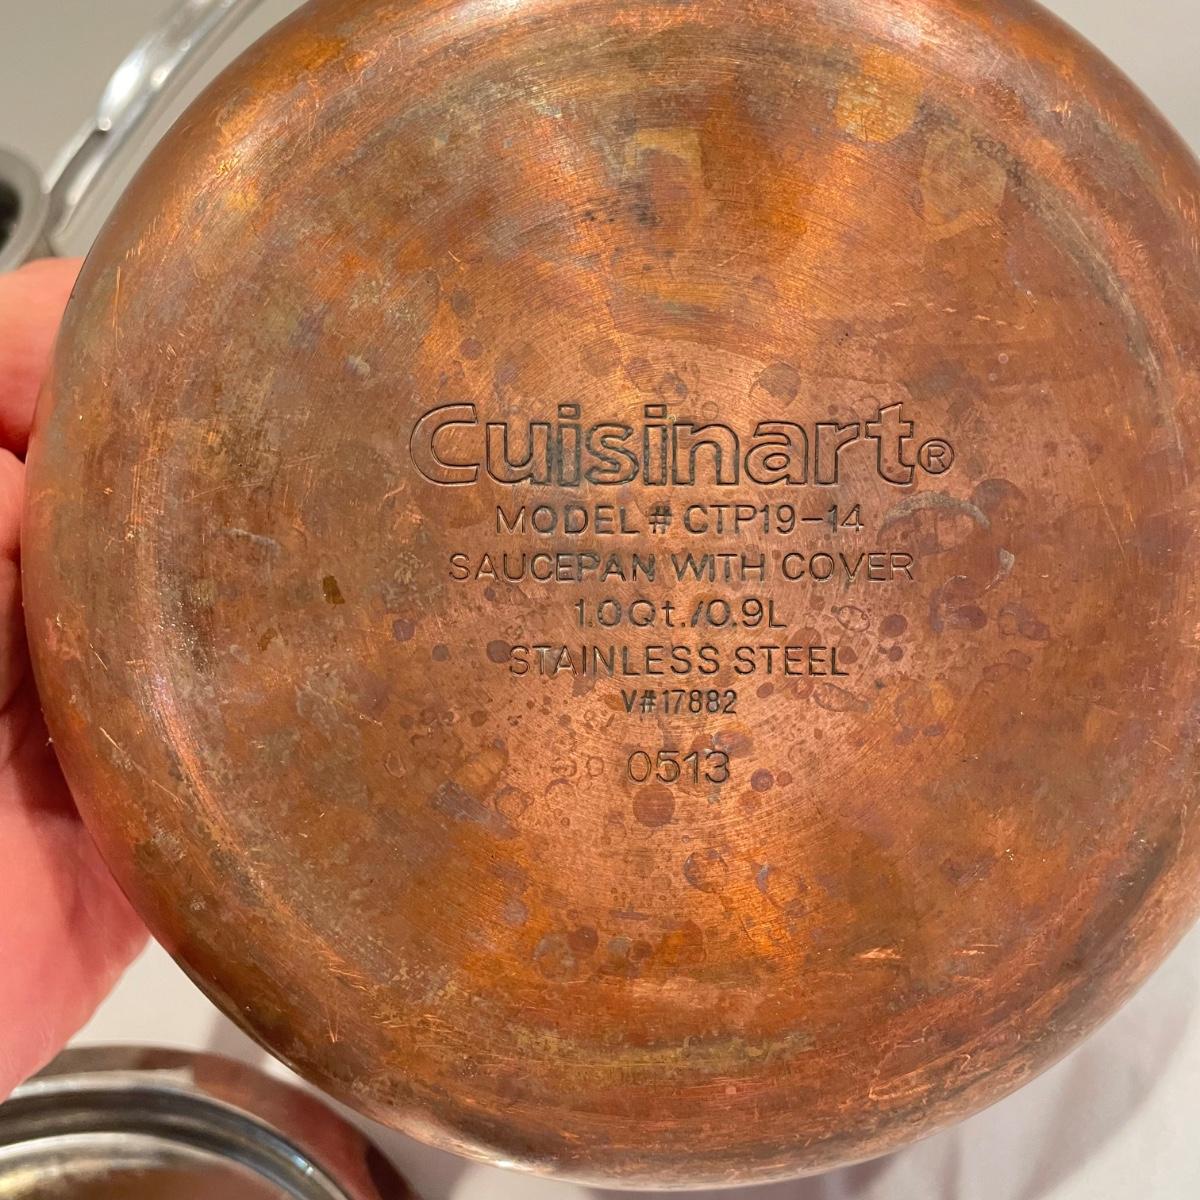 Cuisinart®
MODEL # CTP19-14
SAUCEPAN WITH COVER
1.0Qt./0.9L
STAINLESS STEEL
V#17882
0513